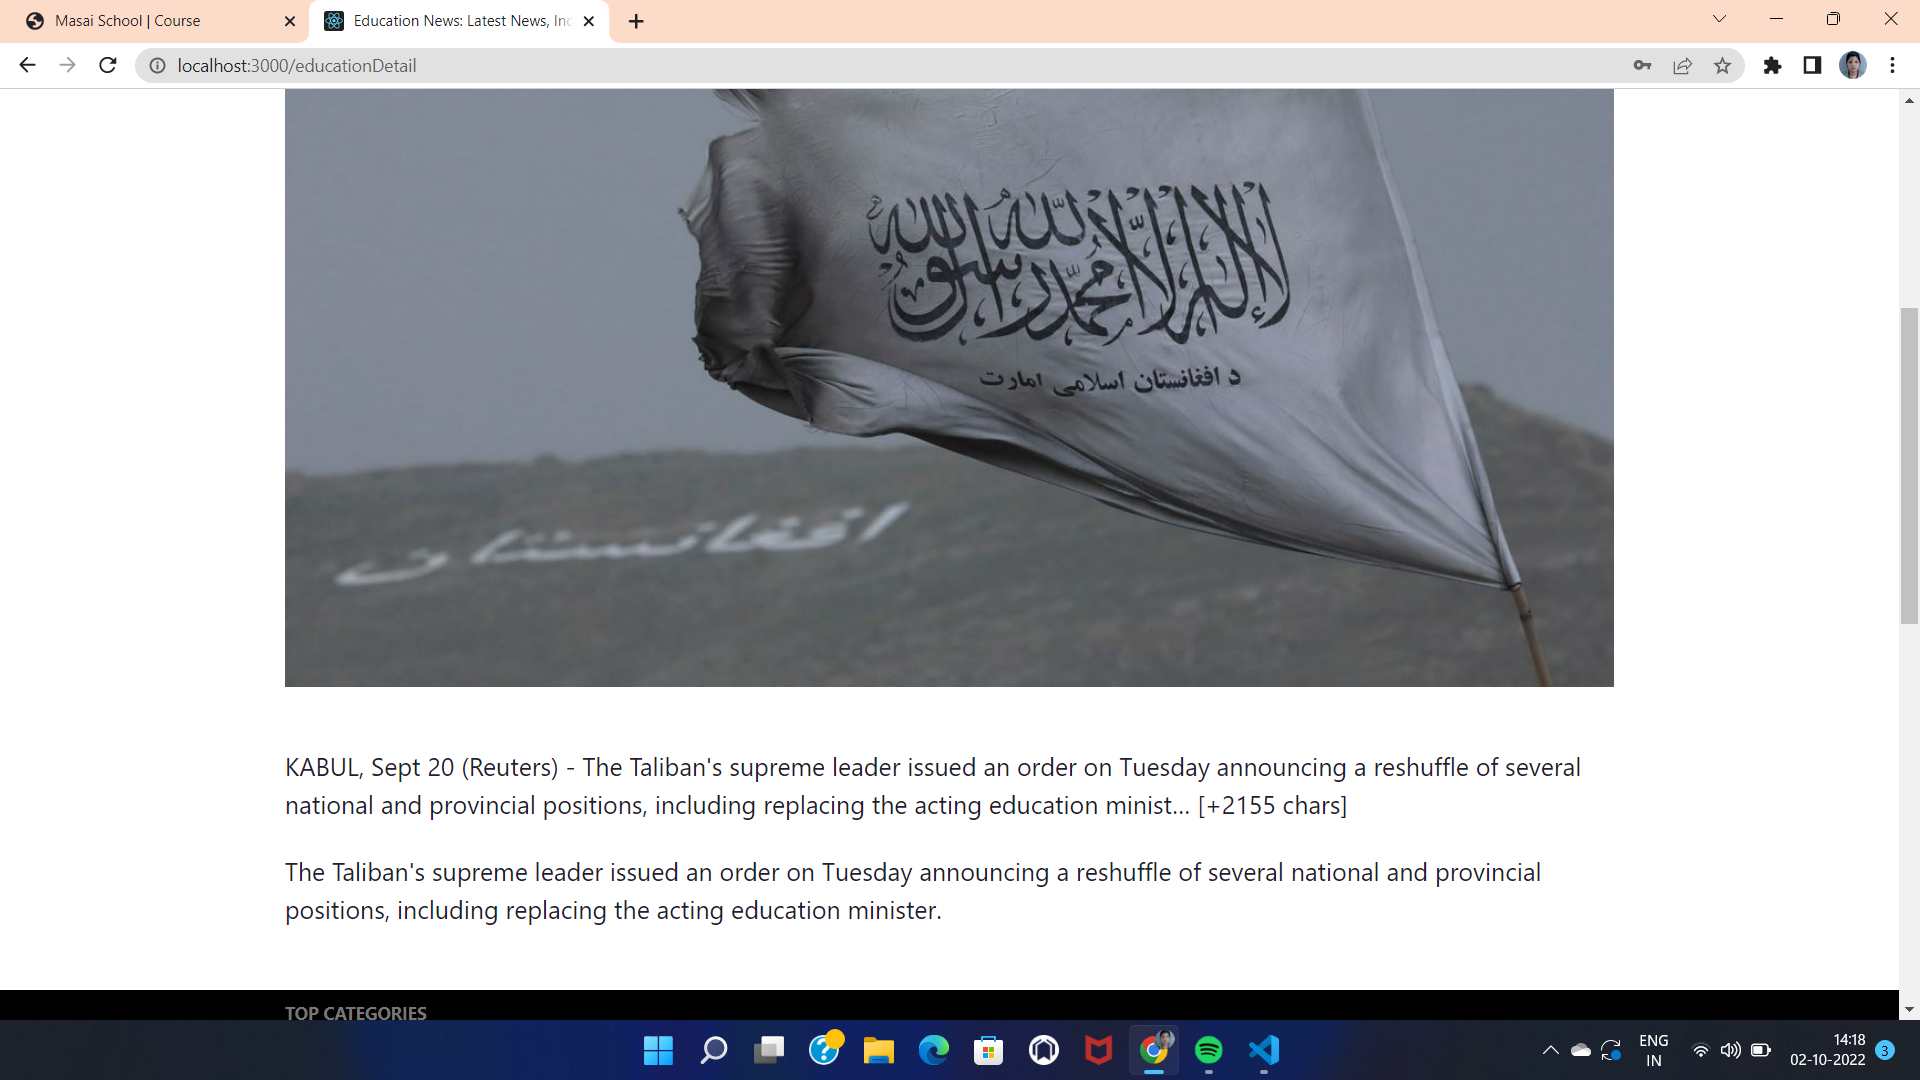 Masai School | Course
Education News: Latest News, Inc
localhost:3000/educationDetail
لا إله إلا الله محمد رسول الله
د افغانستان اسلامي امارت
افغانستان
KABUL, Sept 20 (Reuters) - The Taliban's supreme leader issued an order on Tuesday announcing a reshuffle of several
national and provincial positions, including replacing the acting education minist… [+2155 chars]
The Taliban's supreme leader issued an order on Tuesday announcing a reshuffle of several national and provincial
positions, including replacing the acting education minister.
TOP CATEGORIES
ENG
IN
14:18
02-10-2022
3